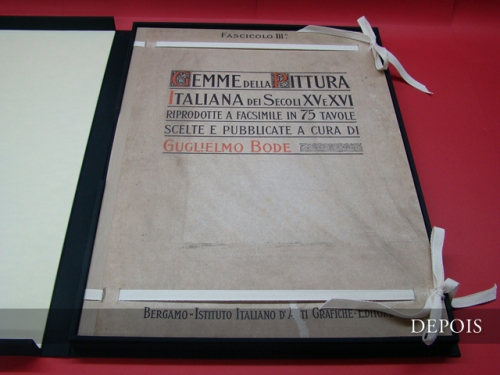 FASCICOLO III.º
GEMME DELLA PITTURA
ITALIANA DEI SECOLI XV E XVI
RIPRODOTTE A FACSIMILE IN 75 TAVOLE
SCELTE E PUBBLICATE A CURA DI
GUGLIELMO BODE
BERGAMO-ISTITUTO ITALIANO D'ARTI GRAFICHE-EDITORE
DEPOIS